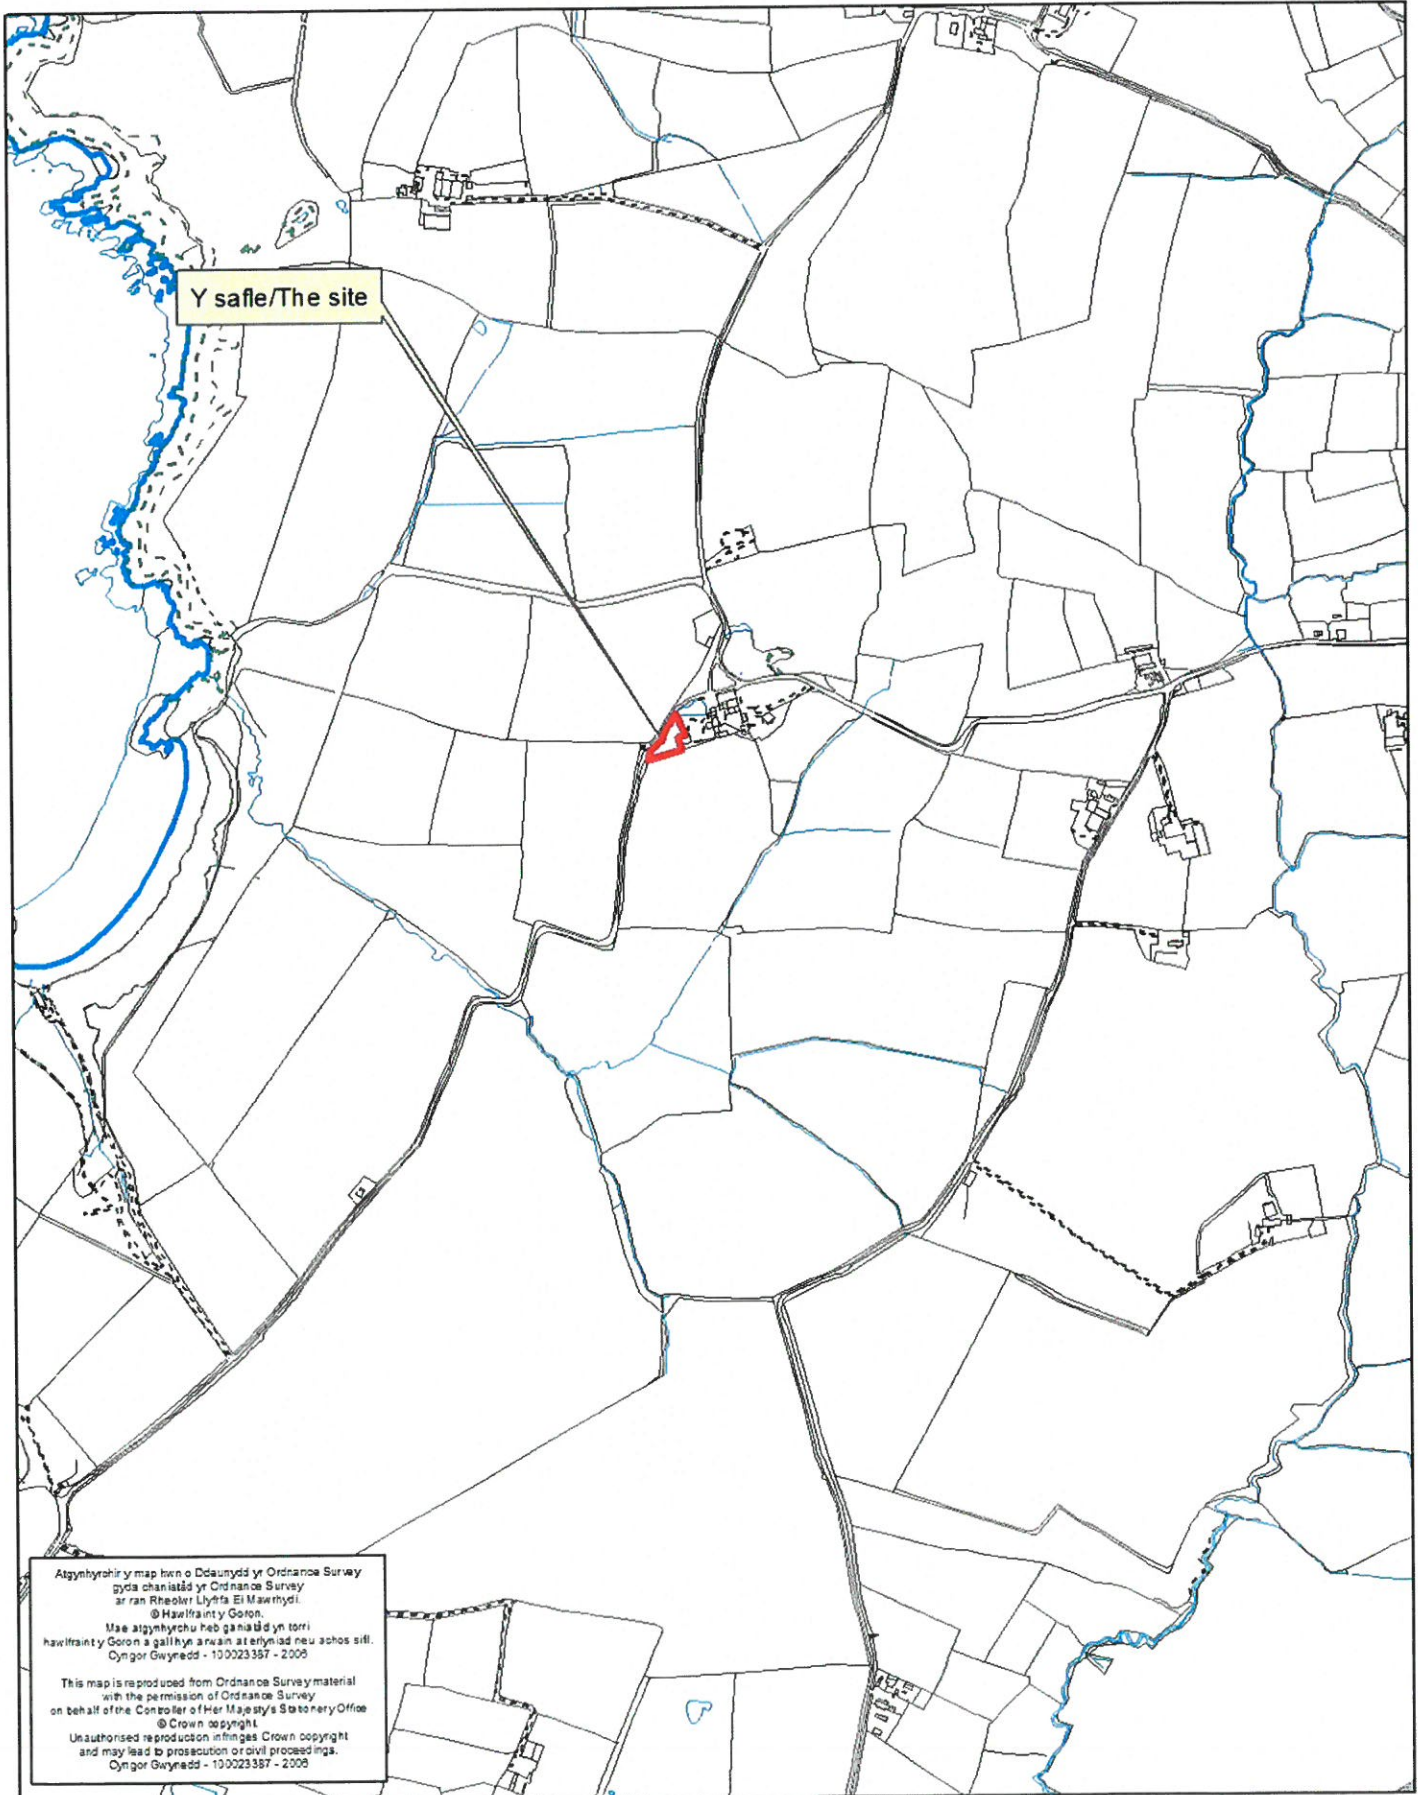 Y safle/The site
Atgynhyrchir y map hwn o Ddaunydd yr Ordnance Survey
gyda chaniatâd yr Ordnance Survey
ar ran Rheolwr Llyfrfa Ei Mawrhydi.
© Hawlfraint y Goron.
Mae atgynhyrchu heb ganiatâd yn torri
hawlfraint y Goron a gall hyn arwain at erlyniad neu achos sifil.
Cyngor Gwynedd - 100023387 - 2006
This map is reproduced from Ordnance Survey material
with the permission of Ordnance Survey
on behalf of the Controller of Her Majesty's Stationery Office
© Crown copyright.
Unauthorised reproduction infringes Crown copyright
and may lead to prosecution or civil proceedings.
Cyngor Gwynedd - 100023387 - 2006